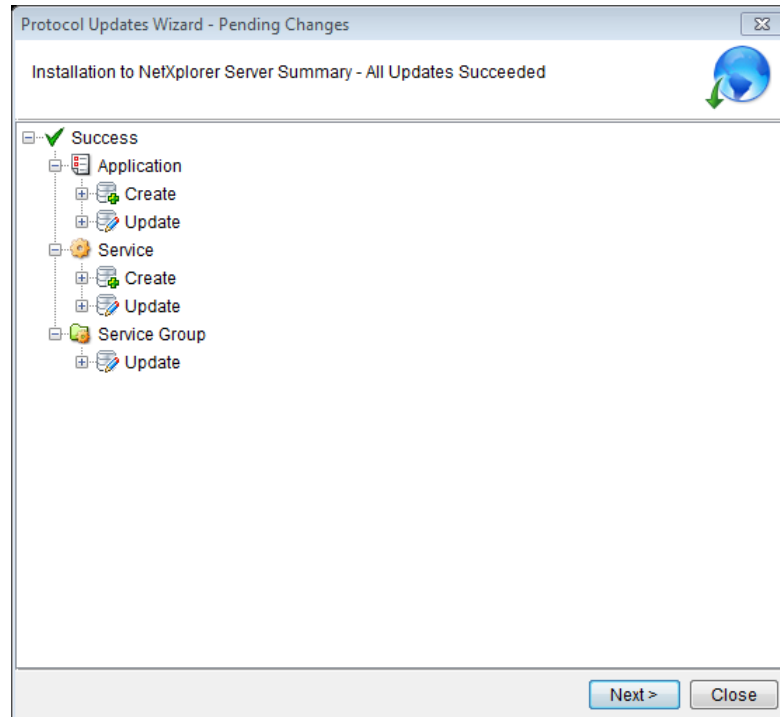 Protocol Updates Wizard - Pending Changes
Installation to NetXplorer Server Summary - All Updates Succeeded
Success
Application
Create
Update
Service
Create
Update
Service Group
Update
Next > Close